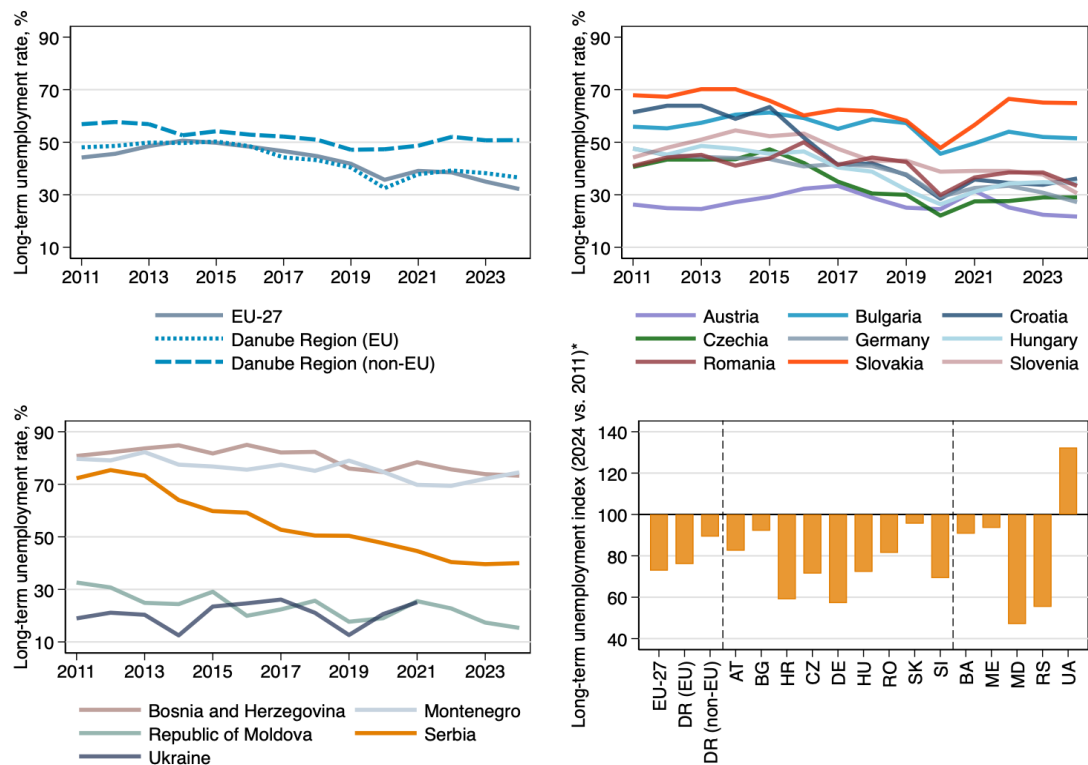 Long-term unemployment rate, %
90
70
50
30
10
2011 2013 2015 2017 2019 2021 2023
EU-27
Danube Region (EU)
Danube Region (non-EU)
Long-term unemployment rate, %
90
70
50
30
10
2011 2013 2015 2017 2019 2021 2023
Austria Bulgaria Croatia
Czechia Germany Hungary
Romania Slovakia Slovenia
Long-term unemployment rate, %
90
70
50
30
10
2011 2013 2015 2017 2019 2021 2023
Bosnia and Herzegovina Montenegro
Republic of Moldova Serbia
Ukraine
Long-term unemployment index (2024 vs. 2011)*
140
120
100
80
60
40
EU-27
DR (EU)
DR (non-EU)
AT
BG
HR
CZ
DE
HU
RO
SK
SI
BA
ME
MD
RS
UA